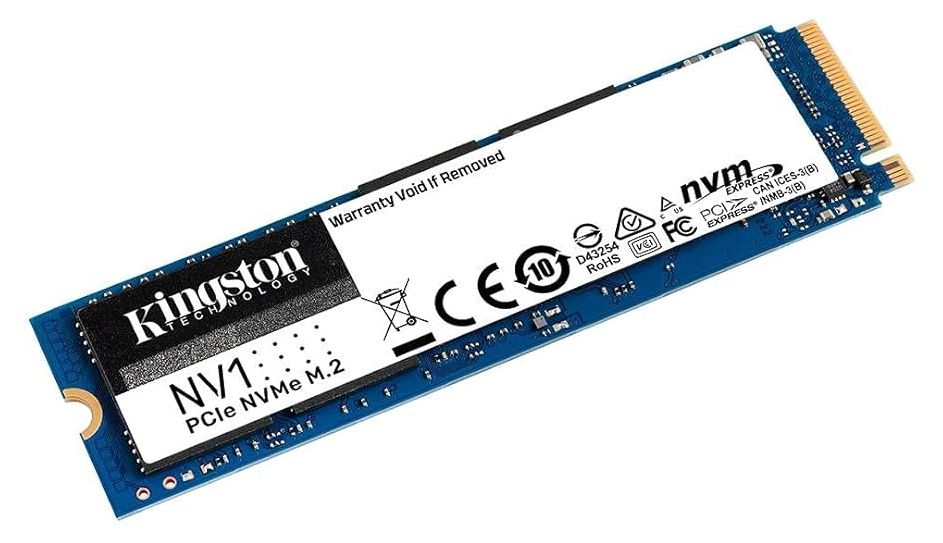 Warranty Void If Removed
Kingston®
TECHNOLOGY
NV1
PCIe NVMe M.2
10
D43254
RoHS
VCI
C US
FC
nvm
EXPRESS
PCI
EXPRESS®
CAN ICES-3(B)
/NMB-3(B)